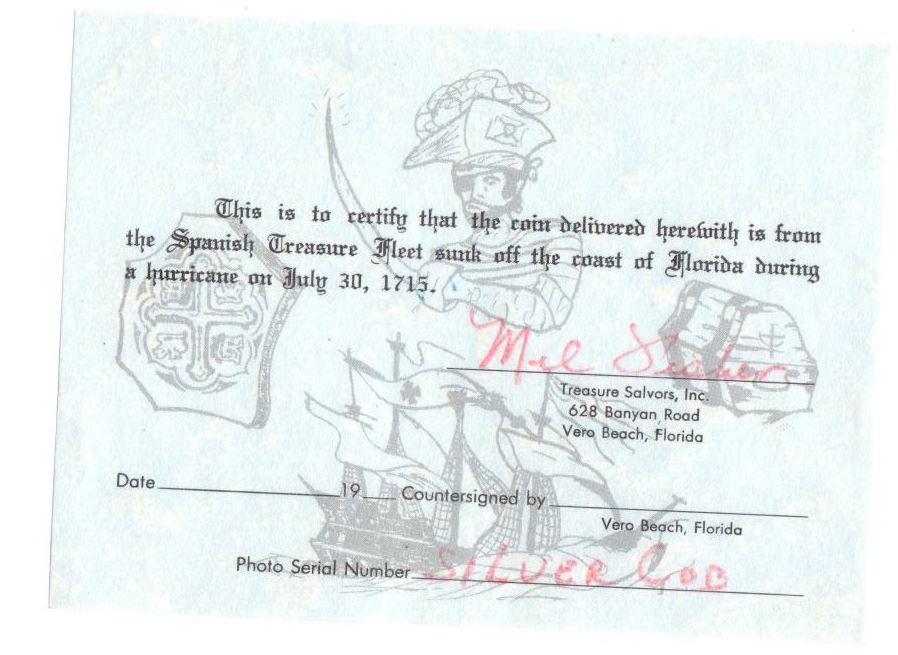 This is to certify that the coin delivered herewith is from
the Spanish Treasure Fleet sunk off the coast of Florida during
a hurricane on July 30, 1715.
Mel Fisher
Treasure Salvors, Inc.
628 Banyan Road
Vero Beach, Florida
Date 19 Countersigned by
Vero Beach, Florida
Photo Serial Number SILVER COB